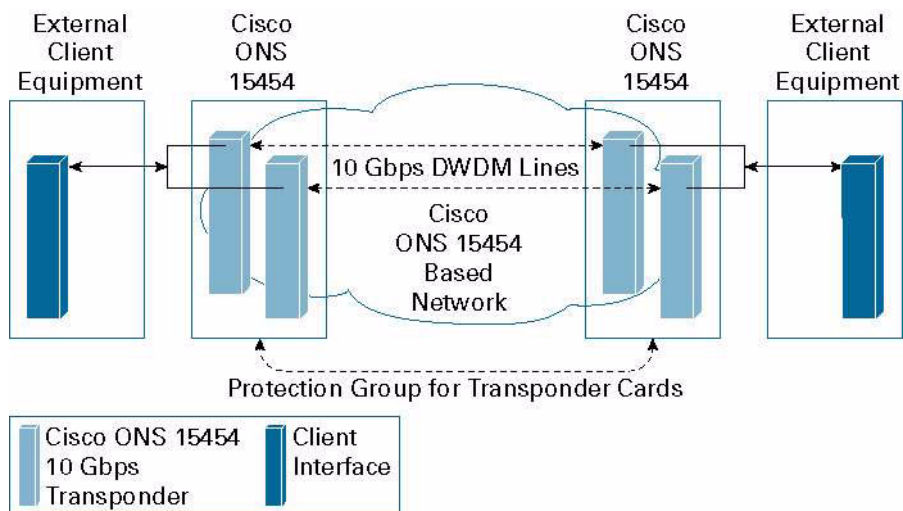 External
Client
Equipment
Cisco
ONS
15454
Cisco
ONS
15454
External
Client
Equipment
10 Gbps DWDM Lines
Cisco
ONS 15454
Based
Network
Protection Group for Transponder Cards
Cisco ONS 15454
10 Gbps
Transponder
Client
Interface